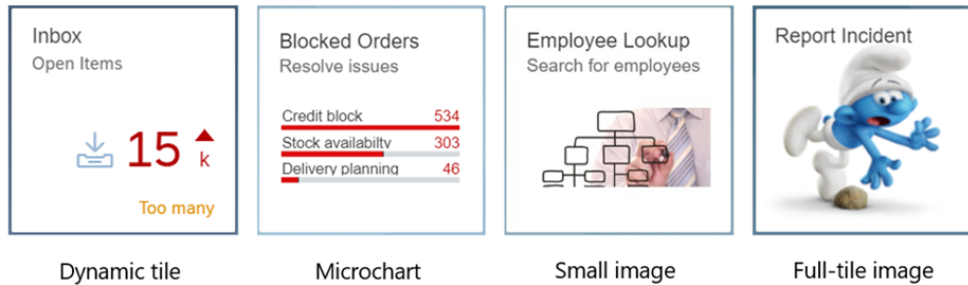 Inbox
Open Items
15 k
Too many
Blocked Orders
Resolve issues
Credit block 534
Stock availabilty 303
Delivery planning 46
Employee Lookup
Search for employees
Report Incident
Dynamic tile
Microchart
Small image
Full-tile image